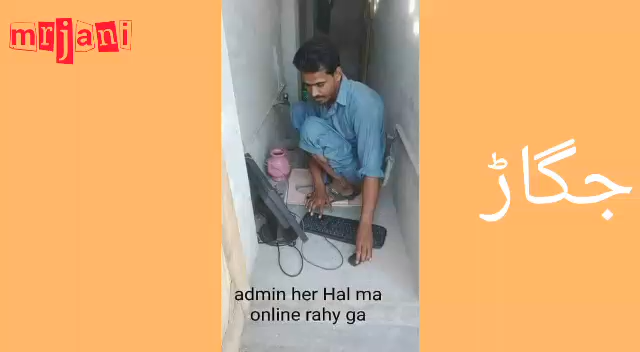 mrjani
جگاڑ
admin her Hal ma
online rahy ga